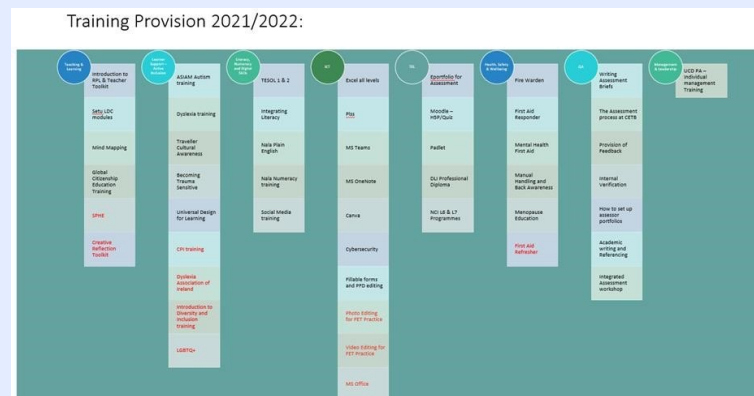 Training Provision 2021/2022:
Teaching &
Learning
Introduction to
RPL & Teacher
Toolkit
Setu LDC
modules
Mind Mapping
Global
Citizenship
Education
Training
SPHE
Creative
Reflection
Toolkit
Learner
Support –
Active
Inclusion
ASIAM Autism
training
Dyslexia training
Traveller
Cultural
Awareness
Becoming
Trauma
Sensitive
Universal Design
for Learning
CPI training
Dyslexia
Association of
Ireland
Introduction to
Diversity and
Inclusion
training
LGBTQ+
Literacy,
Numeracy
and Digital
Skills
TESOL 1 & 2
Integrating
Literacy
Nala Plain
English
Nala Numeracy
training
Social Media
training
Excel all levels
MS Teams
MS OneNote
Canva
Cybersecurity
Fillable forms
and PFD editing
Photo Editing
for FET Practice
Video Editing for
FET Practice
MS Office
TEL
Eportfolio for
Assessment
Moodle –
H5P/Quiz
Padlet
DLI Professional
Diploma
NCI L6 & L7
Programmes
Health, Safety
& Wellbeing
Fire Warden
First Aid
Responder
Mental Health
First Aid
Manual
Handling and
Back Awareness
Menopause
Education
First Aid
Refresher
Writing
Assessment
Briefs
The Assessment
process at CETB
Provision of
Feedback
Internal
Verification
How to set up
assessor
portfolios
Academic
writing and
Referencing
Integrated
Assessment
workshop
Management
& Leadership
UCD PA –
individual
management
Training